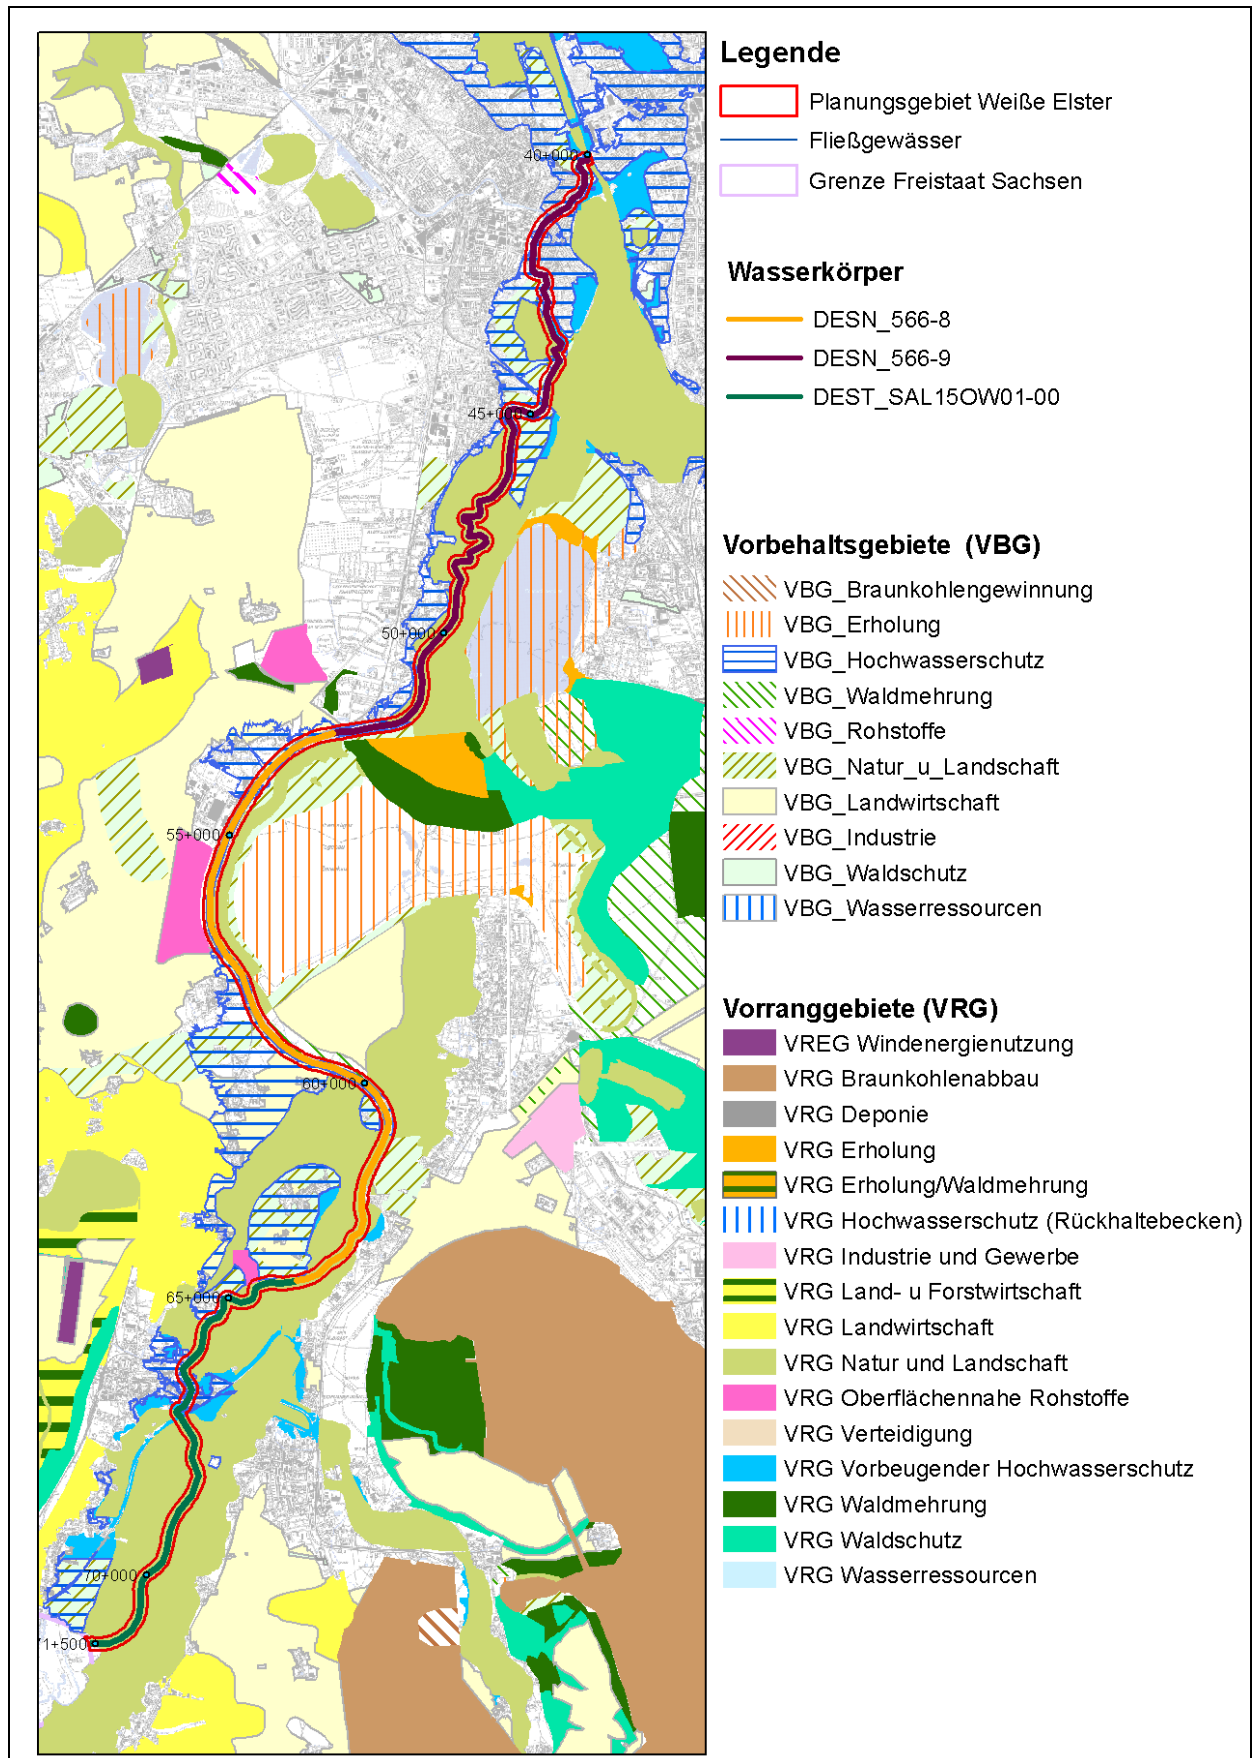 Legende
Planungsgebiet Weiße Elster
Fließgewässer
Grenze Freistaat Sachsen
Wasserkörper
DESN_566-8
DESN_566-9
DEST_SAL15OW01-00
Vorbehaltsgebiete (VBG)
VBG_Braunkohlengewinnung
VBG_Erholung
VBG_Hochwasserschutz
VBG_Waldmehrung
VBG_Rohstoffe
VBG_Natur_u_Landschaft
VBG_Landwirtschaft
VBG_Industrie
VBG_Waldschutz
VBG_Wasserressourcen
Vorranggebiete (VRG)
VREG Windenergienutzung
VRG Braunkohlenabbau
VRG Deponie
VRG Erholung
VRG Erholung/Waldmehrung
VRG Hochwasserschutz (Rückhaltebecken)
VRG Industrie und Gewerbe
VRG Land- u Forstwirtschaft
VRG Landwirtschaft
VRG Natur und Landschaft
VRG Oberflächennahe Rohstoffe
VRG Verteidigung
VRG Vorbeugender Hochwasserschutz
VRG Waldmehrung
VRG Waldschutz
VRG Wasserressourcen
40+000
45+000
50+000
55+000
60+000
65+000
70+000
71+500